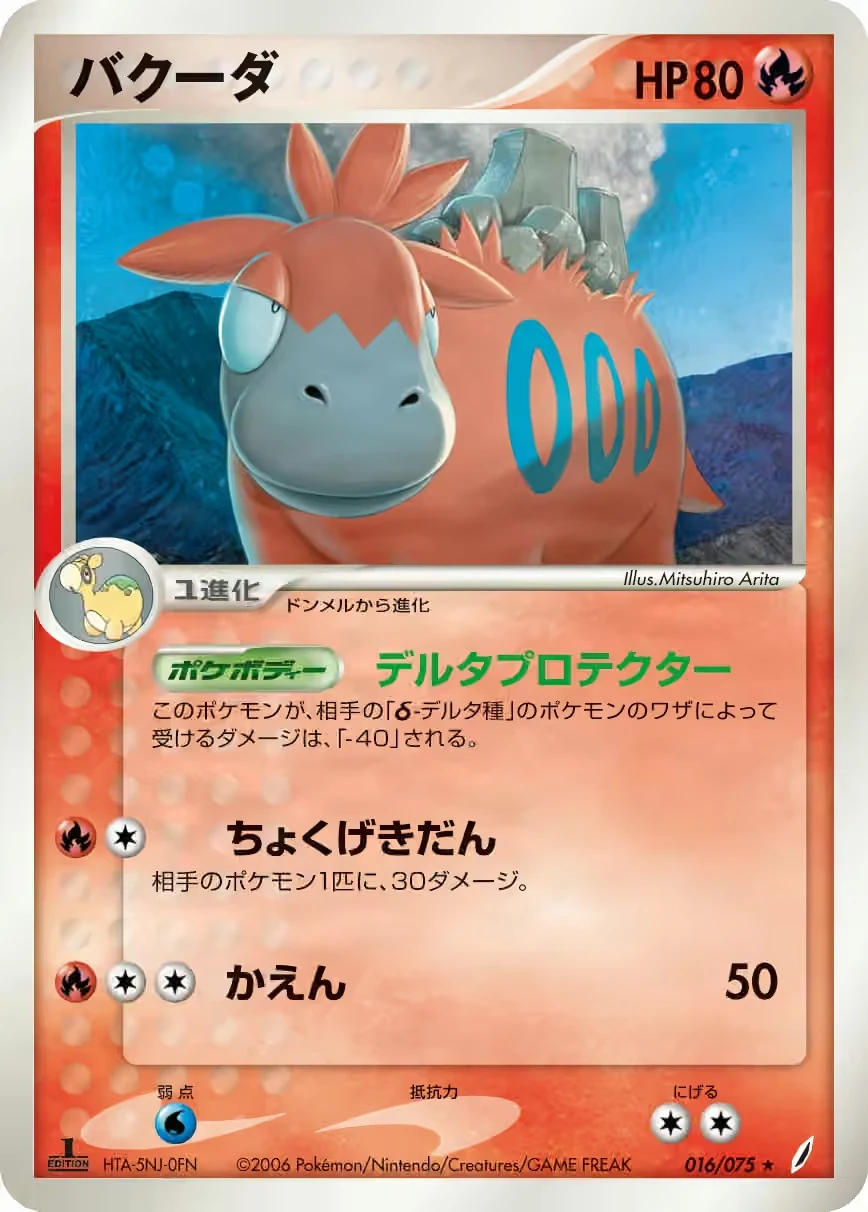 バクーダ
HP80
Illus.Mitsuhiro Arita
1進化
ドンメルから進化
ポケボディー デルタプロテクター
このポケモンが、相手の「δ-デルタ種」のポケモンのワザによって
受けるダメージは、「-40」される。
ちょくげきだん
相手のポケモン1匹に、30ダメージ。
かえん 50
弱点 抵抗力 にげる
1
EDITION
HTA-5NJ-0FN ©2006 Pokémon/Nintendo/Creatures/GAME FREAK 016/075 ★